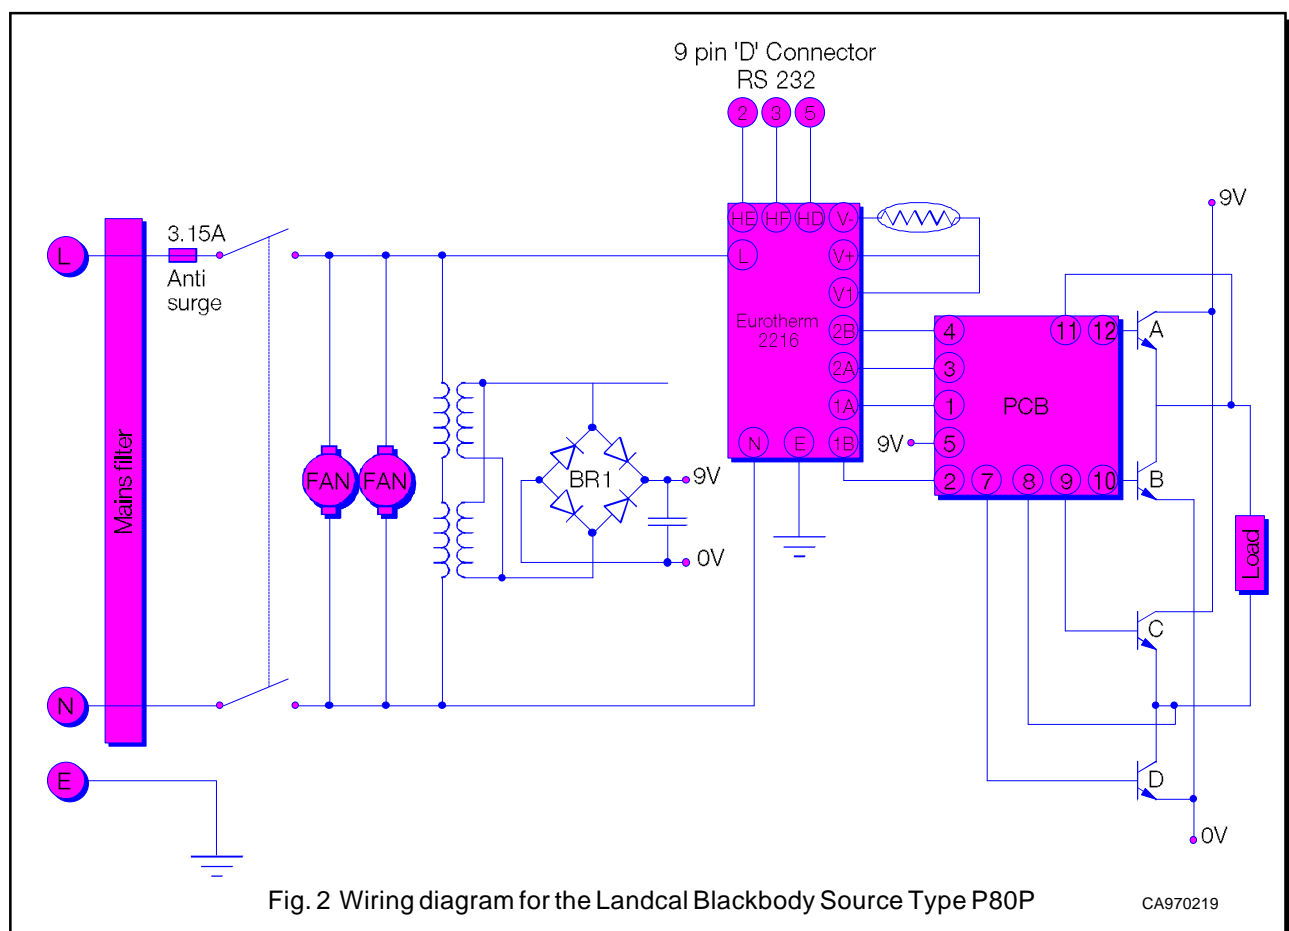 9 pin 'D' Connector
RS 232
2 3 5
9V
HE HF HD V-
3.15A
L
L V+
Anti
surge
V1
Eurotherm
2216
2B 4 11 12 A
2A 3
1A 1 PCB
N E 1B 9V 5
Mains filter
FAN FAN BR1 9V
2 7 8 9 10 B
0V
Load
C
N
E
D
0V
Fig. 2 Wiring diagram for the Landcal Blackbody Source Type P80P
CA970219